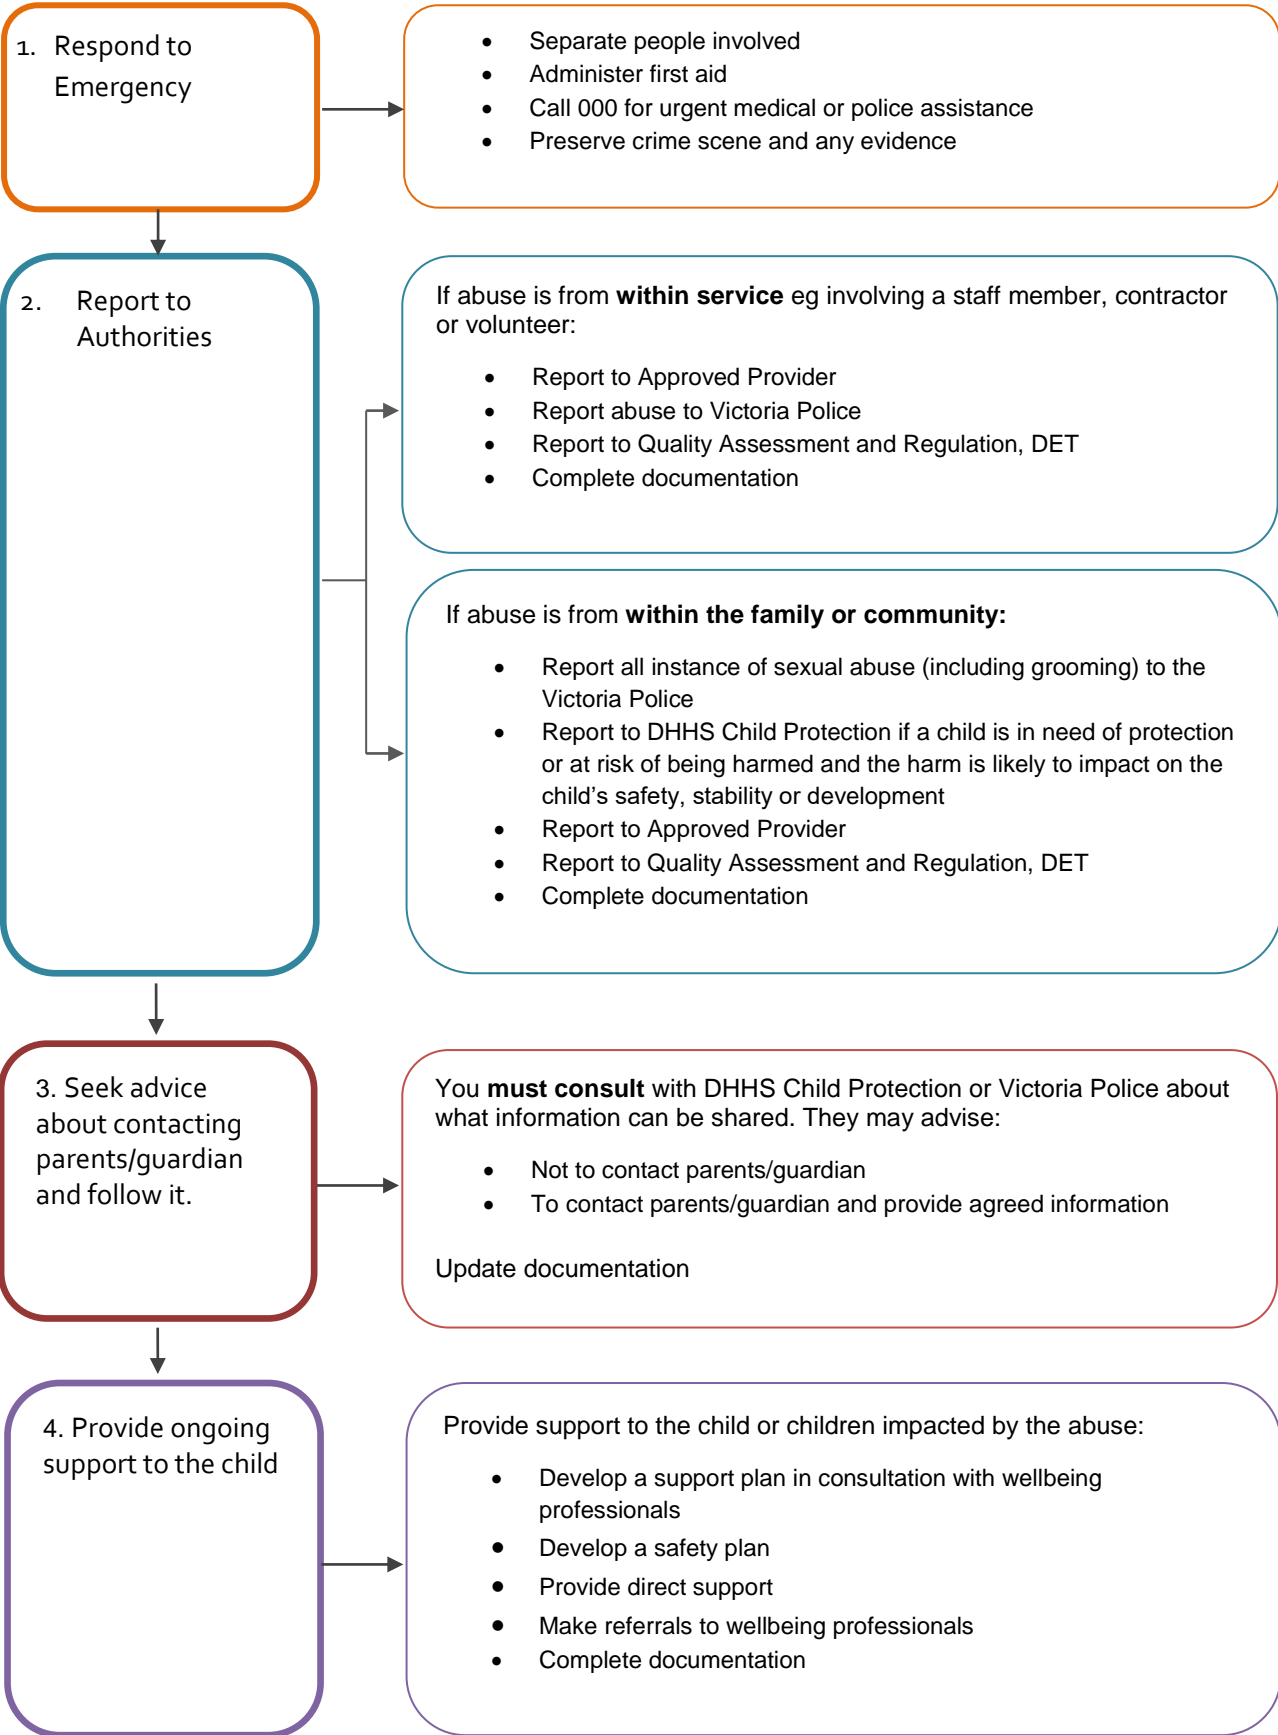 1. Respond to
Emergency
• Separate people involved
• Administer first aid
• Call 000 for urgent medical or police assistance
• Preserve crime scene and any evidence
2. Report to
Authorities
If abuse is from within service eg involving a staff member, contractor
or volunteer:
• Report to Approved Provider
• Report abuse to Victoria Police
• Report to Quality Assessment and Regulation, DET
• Complete documentation
If abuse is from within the family or community:
• Report all instance of sexual abuse (including grooming) to the
Victoria Police
• Report to DHHS Child Protection if a child is in need of protection
or at risk of being harmed and the harm is likely to impact on the
child’s safety, stability or development
• Report to Approved Provider
• Report to Quality Assessment and Regulation, DET
• Complete documentation
3. Seek advice
about contacting
parents/guardian
and follow it.
You must consult with DHHS Child Protection or Victoria Police about
what information can be shared. They may advise:
• Not to contact parents/guardian
• To contact parents/guardian and provide agreed information
Update documentation
4. Provide ongoing
support to the child
Provide support to the child or children impacted by the abuse:
• Develop a support plan in consultation with wellbeing
professionals
• Develop a safety plan
• Provide direct support
• Make referrals to wellbeing professionals
• Complete documentation